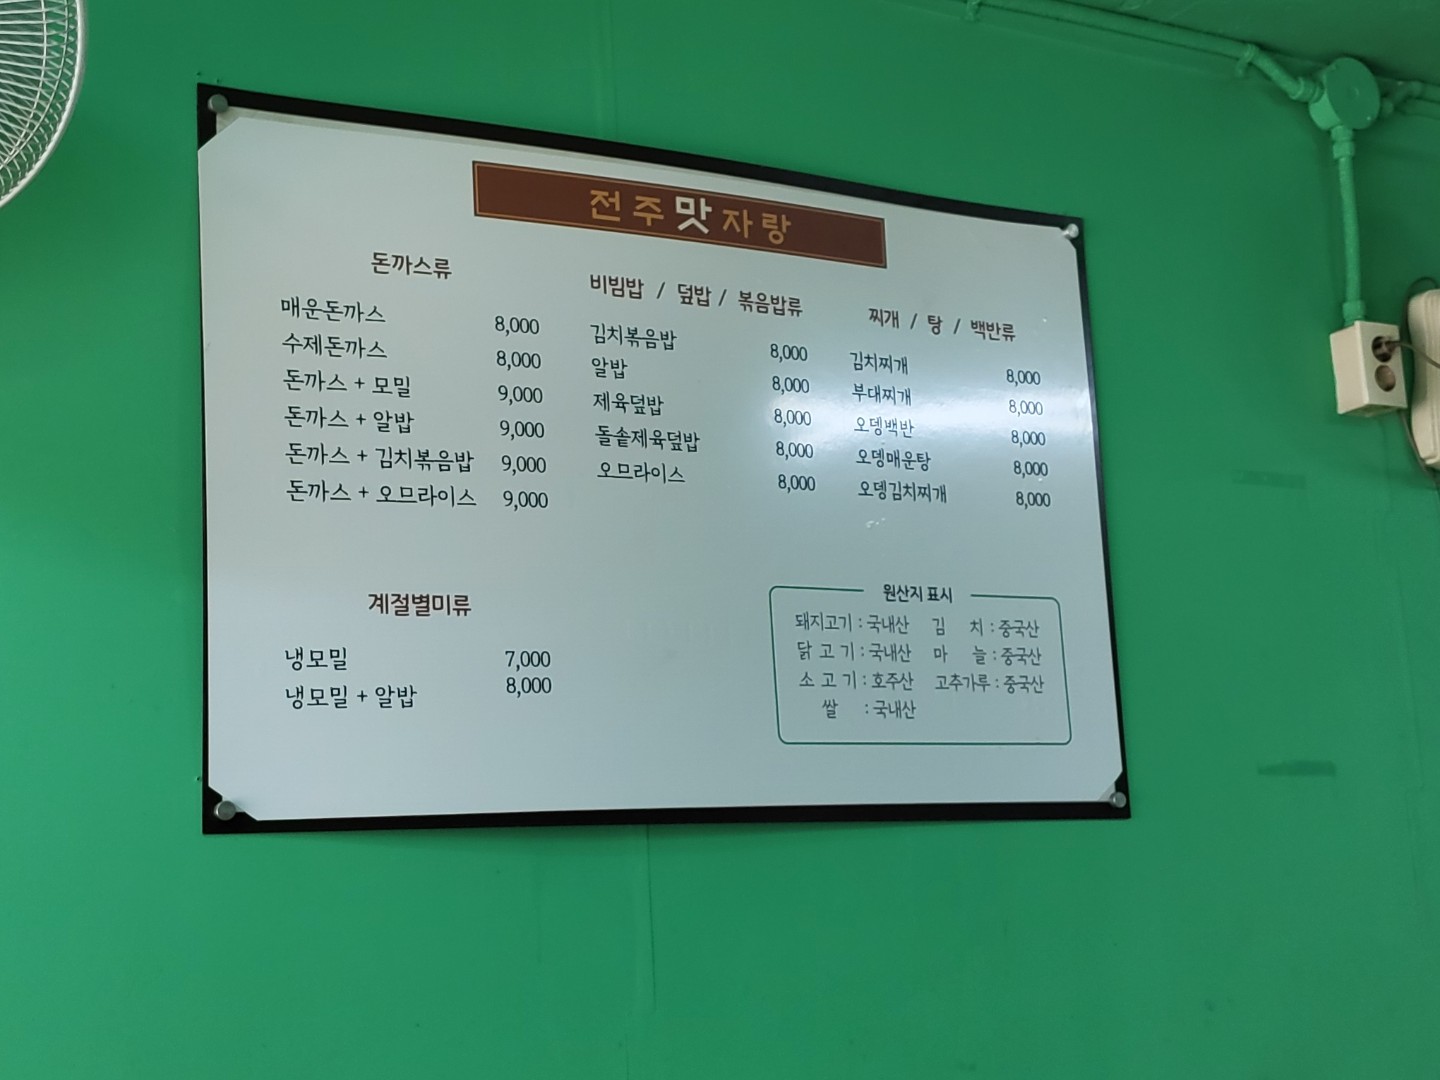 전주맛자랑
돈까스류
매운돈까스 8,000
수제돈까스 8,000
돈까스 + 모밀 9,000
돈까스 + 알밥 9,000
돈까스 + 김치볶음밥 9,000
돈까스 + 오므라이스 9,000
비빔밥 / 덮밥 / 볶음밥류
김치볶음밥 8,000
알밥 8,000
제육덮밥 8,000
돌솥제육덮밥 8,000
오므라이스 8,000
찌개 / 탕 / 백반류
김치찌개 8,000
부대찌개 8,000
오뎅백반 8,000
오뎅매운탕 8,000
오뎅김치찌개 8,000
계절별미류
냉모밀 7,000
냉모밀 + 알밥 8,000
원산지 표시
돼지고기 : 국내산 김 치 : 중국산
닭 고 기 : 국내산 마 늘 : 중국산
소 고 기 : 호주산 고추가루 : 중국산
쌀 : 국내산